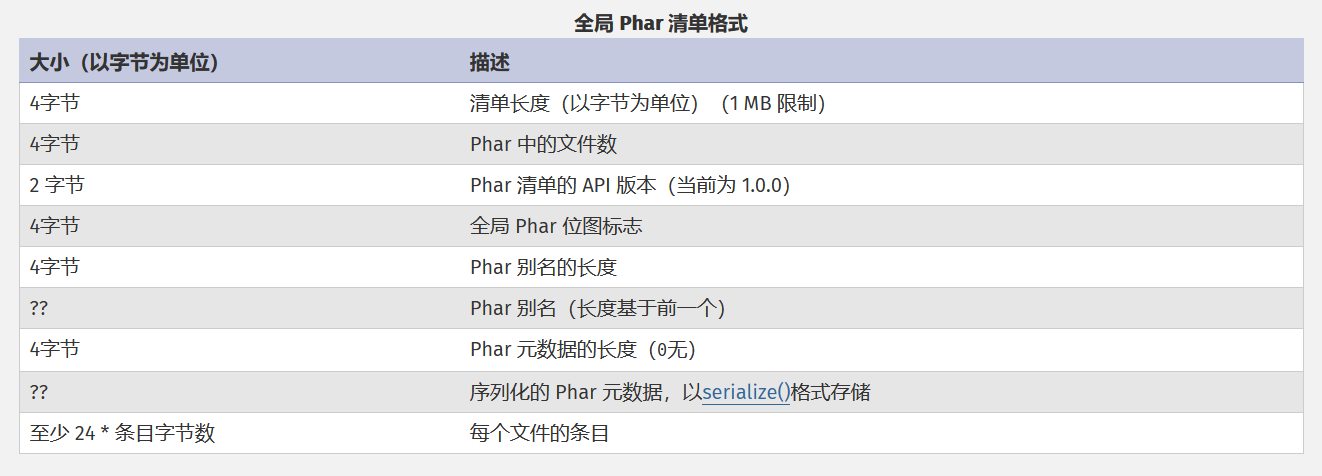 全局 Phar 清单格式
大小（以字节为单位） 描述
4字节 清单长度（以字节为单位）（1 MB 限制）
4字节 Phar 中的文件数
2 字节 Phar 清单的 API 版本（当前为 1.0.0）
4字节 全局 Phar 位图标志
4字节 Phar 别名的长度
?? Phar 别名（长度基于前一个）
4字节 Phar 元数据的长度（0无）
?? 序列化的 Phar 元数据，以serialize()格式存储
至少 24 * 条目字节数 每个文件的条目